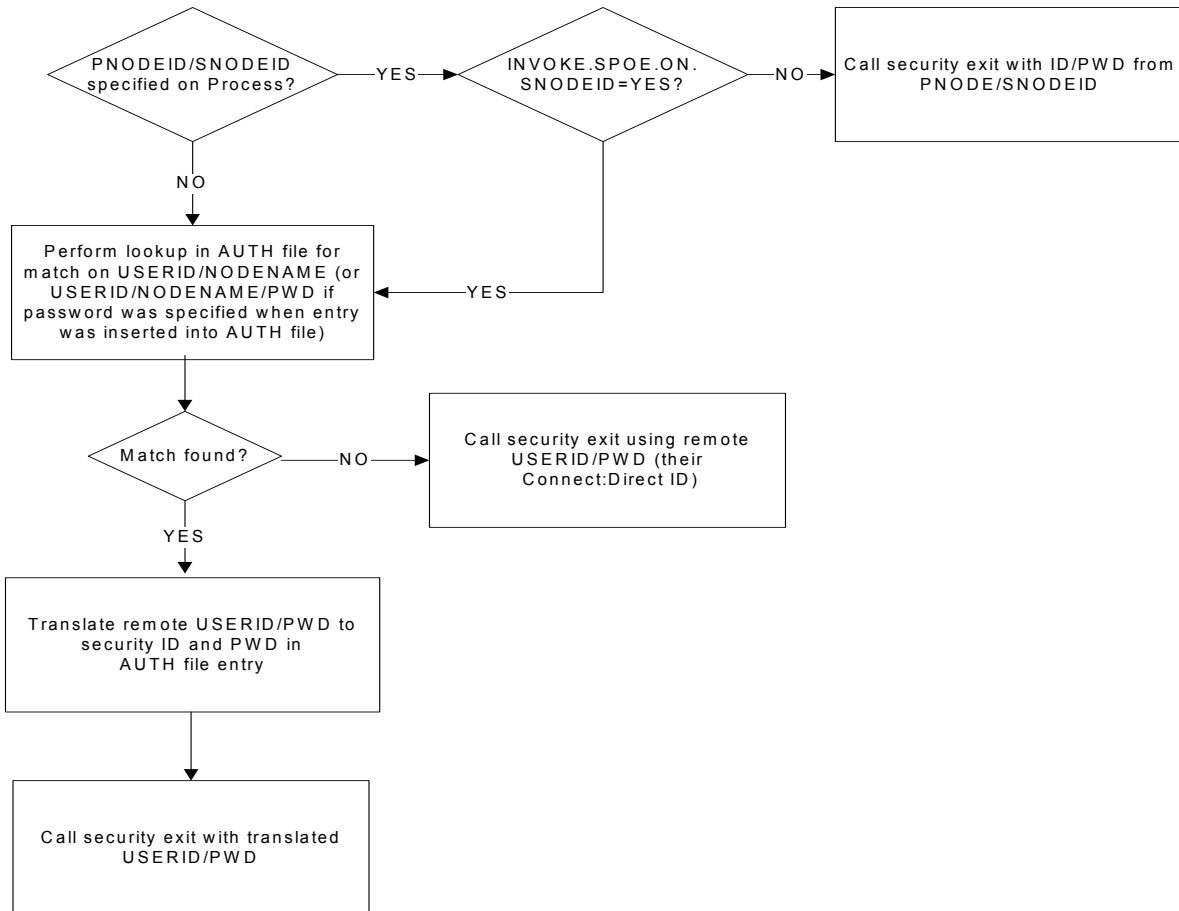 PNODEID/SNODEID
specified on Process?
YES
INVOKE.SPOE.ON.
SNODEID=YES?
NO
Call security exit with ID/PWD from
PNODE/SNODEID
NO
Perform lookup in AUTH file for
match on USERID/NODENAME (or
USERID/NODENAME/PWD if
password was specified when entry
was inserted into AUTH file)
YES
Match found?
NO
Call security exit using remote
USERID/PWD (their
Connect:Direct ID)
YES
Translate remote USERID/PWD to
security ID and PWD in
AUTH file entry
Call security exit with translated
USERID/PWD